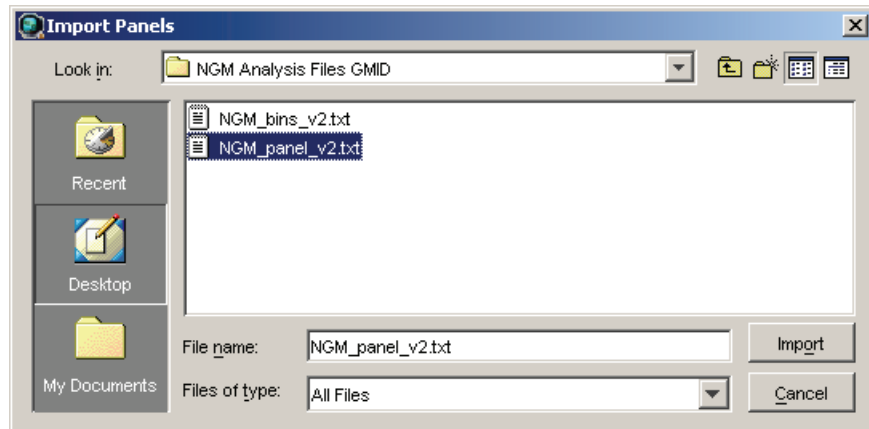 Import Panels
Look in:
NGM Analysis Files GMID
NGM_bins_v2.txt
NGM_panel_v2.txt
Recent
Desktop
My Documents
File name:
NGM_panel_v2.txt
Import
Files of type:
All Files
Cancel